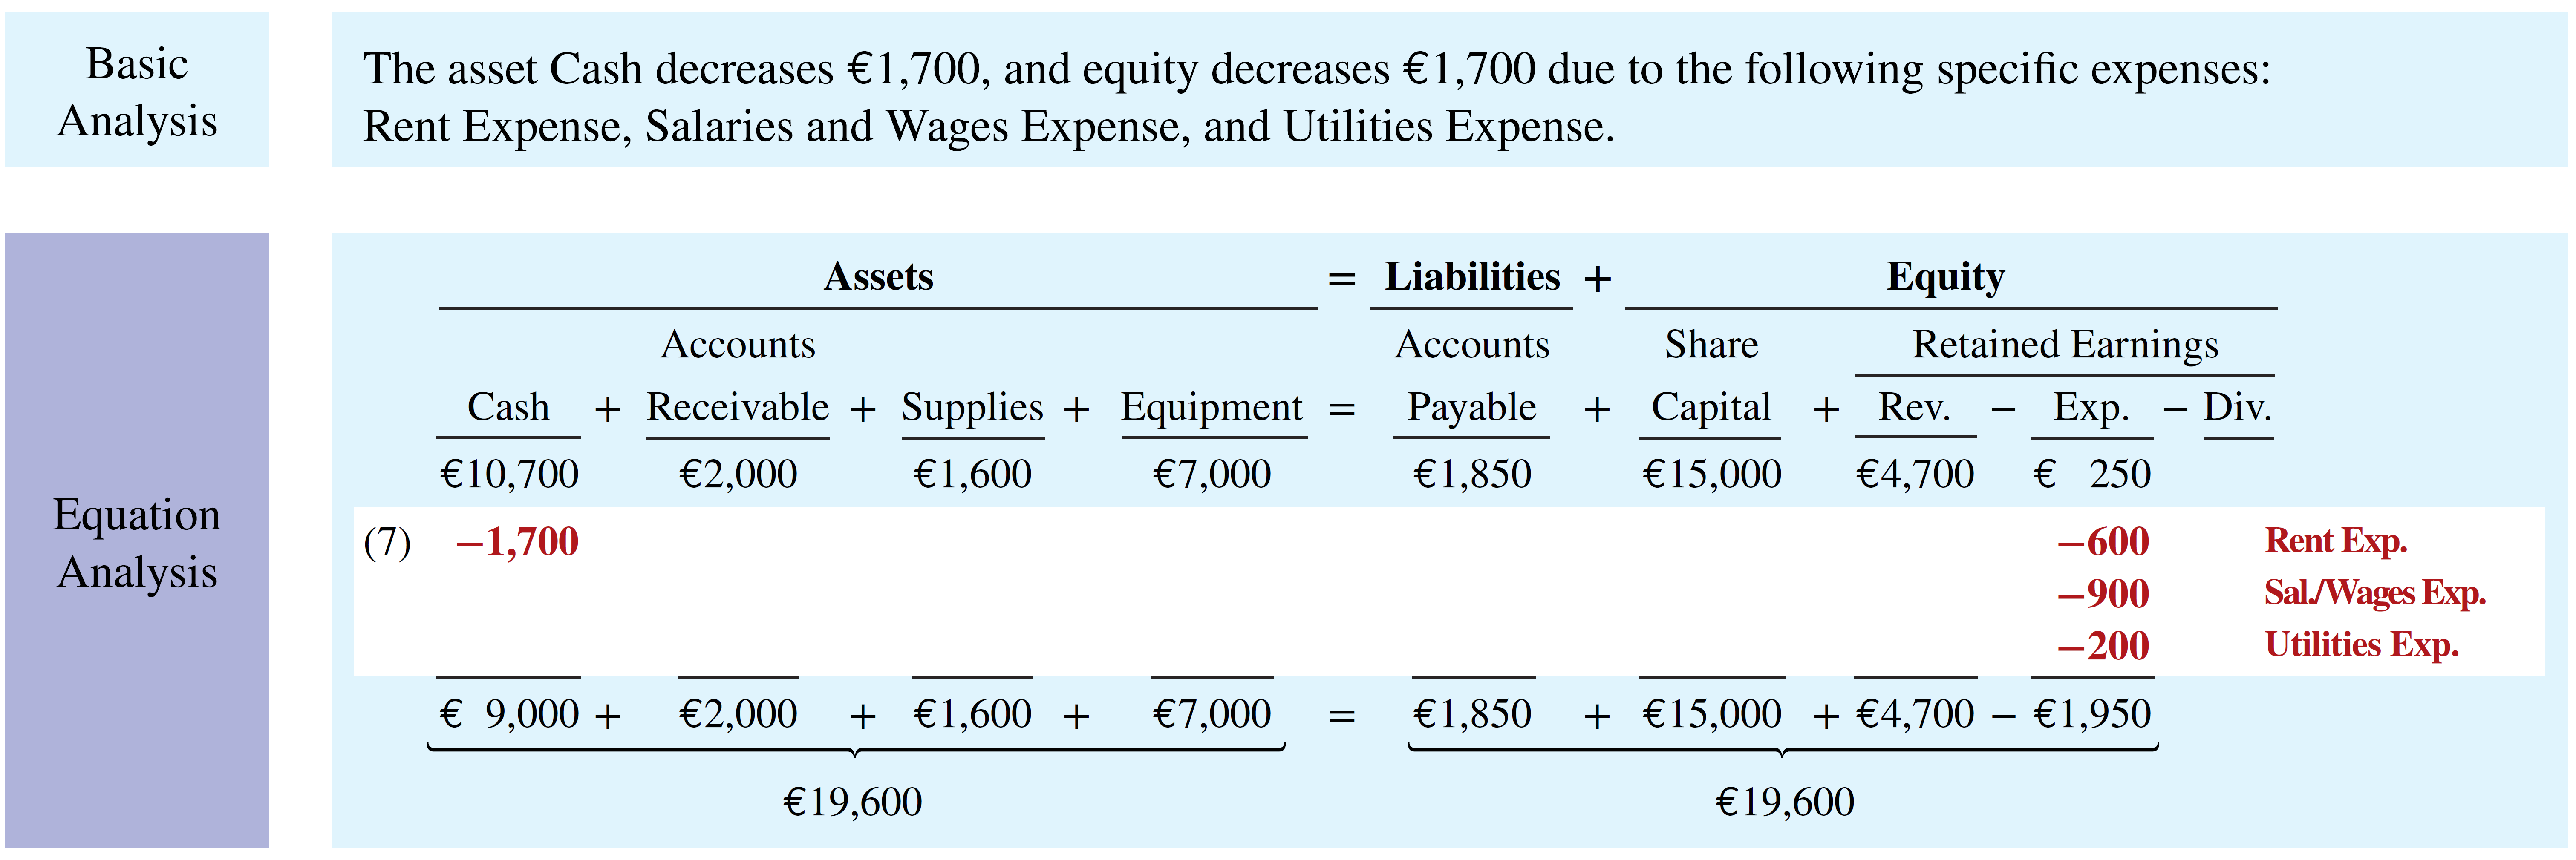 Basic
Analysis
The asset Cash decreases €1,700, and equity decreases €1,700 due to the following specific expenses:
Rent Expense, Salaries and Wages Expense, and Utilities Expense.
Equation
Analysis
Assets = Liabilities + Equity
Accounts Accounts Share Retained Earnings
Cash + Receivable + Supplies + Equipment = Payable + Capital + Rev. − Exp. − Div.
€10,700 €2,000 €1,600 €7,000 €1,850 €15,000 €4,700 € 250
(7) −1,700 −600 Rent Exp.
−900 Sal./Wages Exp.
−200 Utilities Exp.
€ 9,000 + €2,000 + €1,600 + €7,000 = €1,850 + €15,000 + €4,700 − €1,950
€19,600 €19,600